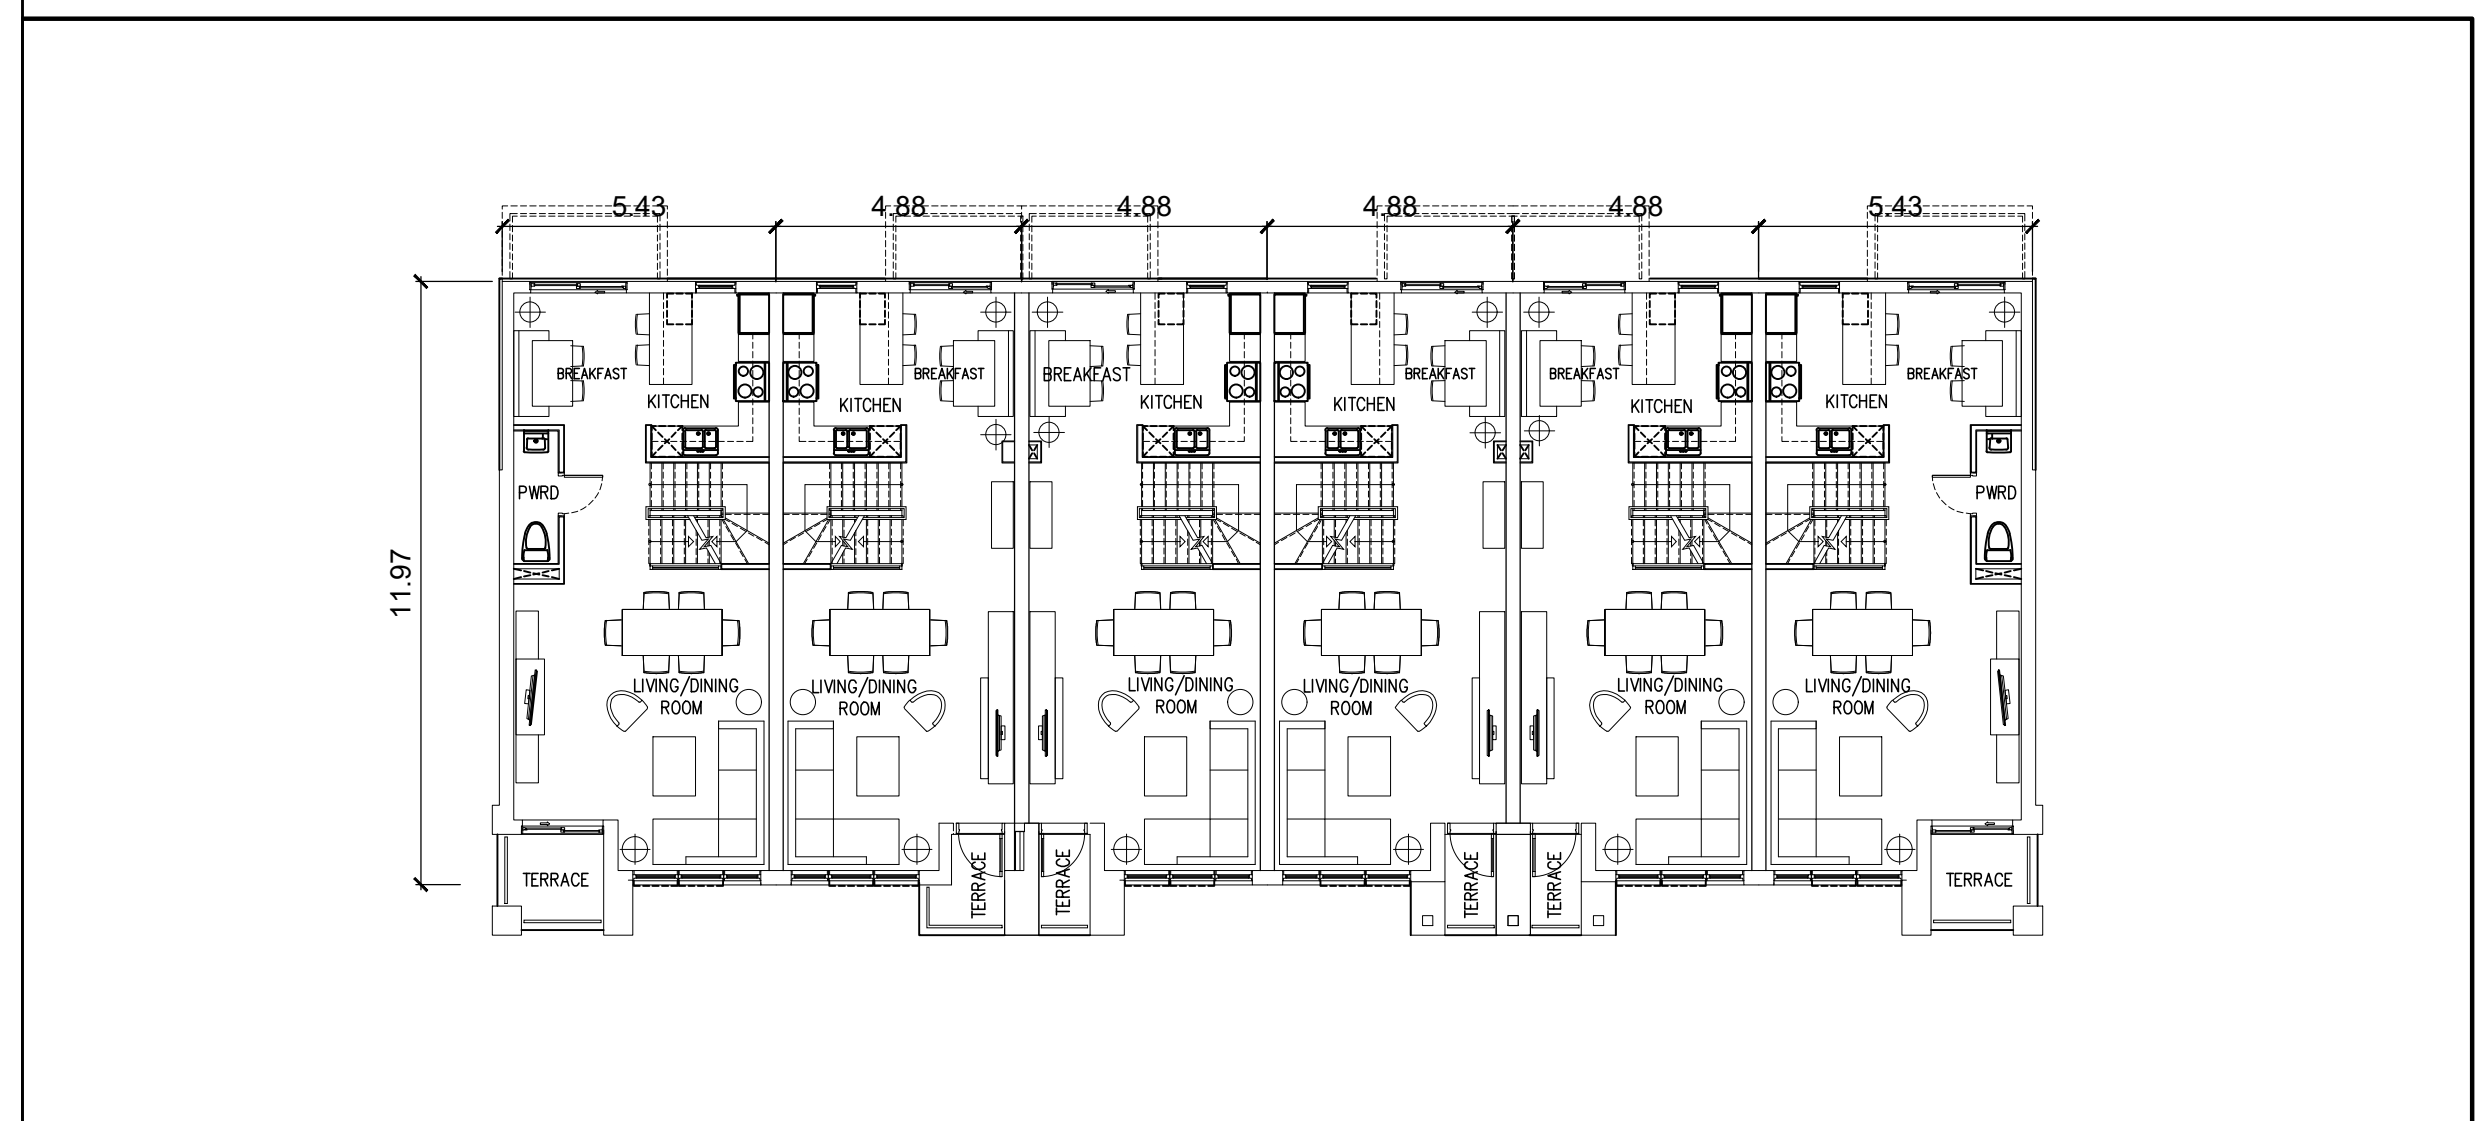 5.43 4.88 4.88 4.88 4.88 5.43
BREAKFAST BREAKFAST BREAKFAST BREAKFAST BREAKFAST BREAKFAST
KITCHEN KITCHEN KITCHEN KITCHEN KITCHEN KITCHEN
PWRD PWRD
11.97
LIVING/DINING LIVING/DINING LIVING/DINING LIVING/DINING LIVING/DINING LIVING/DINING
ROOM ROOM ROOM ROOM ROOM ROOM
TERRACE TERRACE TERRACE TERRACE TERRACE TERRACE